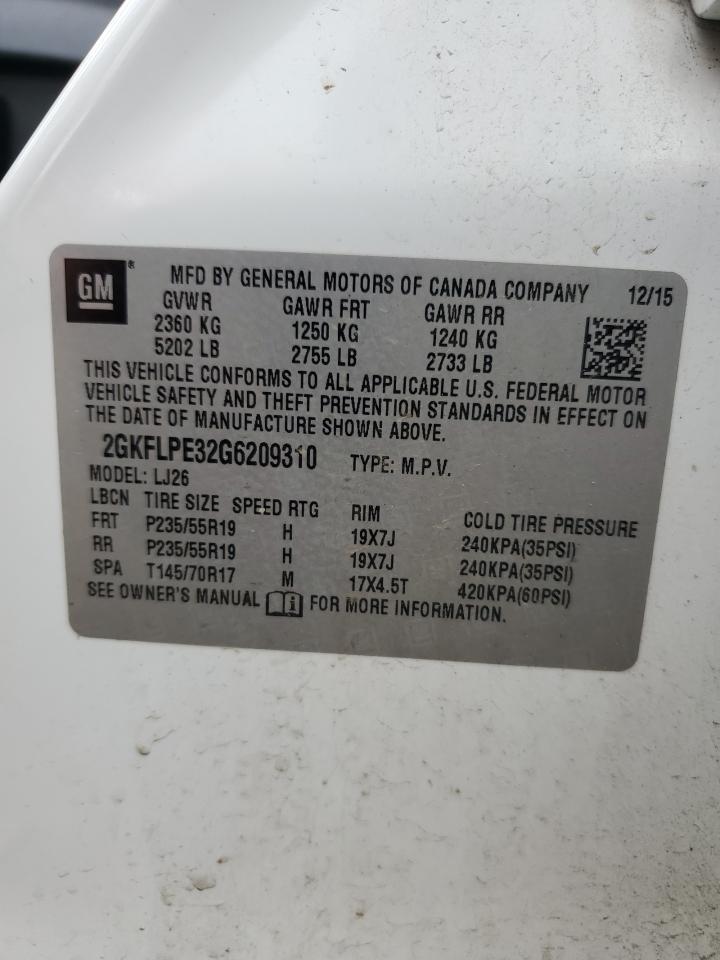 GM ® MFD BY GENERAL MOTORS OF CANADA COMPANY 12/15
GVWR GAWR FRT GAWR RR
2360 KG 1250 KG 1240 KG
5202 LB 2755 LB 2733 LB
THIS VEHICLE CONFORMS TO ALL APPLICABLE U.S. FEDERAL MOTOR
VEHICLE SAFETY AND THEFT PREVENTION STANDARDS IN EFFECT ON
THE DATE OF MANUFACTURE SHOWN ABOVE.
2GKFLPE32G6209310 TYPE: M.P.V.
MODEL: LJ26
LBCN TIRE SIZE SPEED RTG RIM COLD TIRE PRESSURE
FRT P235/55R19 H 19X7J 240KPA(35PSI)
RR P235/55R19 H 19X7J 240KPA(35PSI)
SPA T145/70R17 M 17X4.5T 420KPA(60PSI)
SEE OWNER'S MANUAL i FOR MORE INFORMATION.